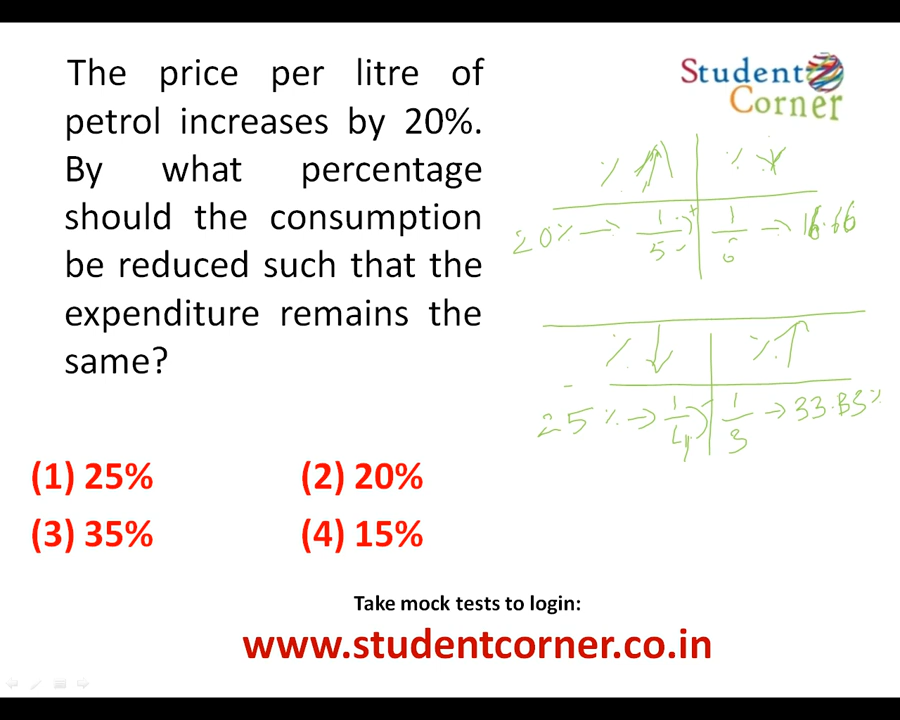 The price per litre of
petrol increases by 20%.
By what percentage
should the consumption
be reduced such that the
expenditure remains the
same?
(1) 25%
(2) 20%
(3) 35%
(4) 15%
Student
Corner
% ↑ % ↓
20% → 1/5 + 1/6 → 16.66
% ↓ % ↑
25% → 1/4 - 1/3 → 33.33%
Take mock tests to login:
www.studentcorner.co.in